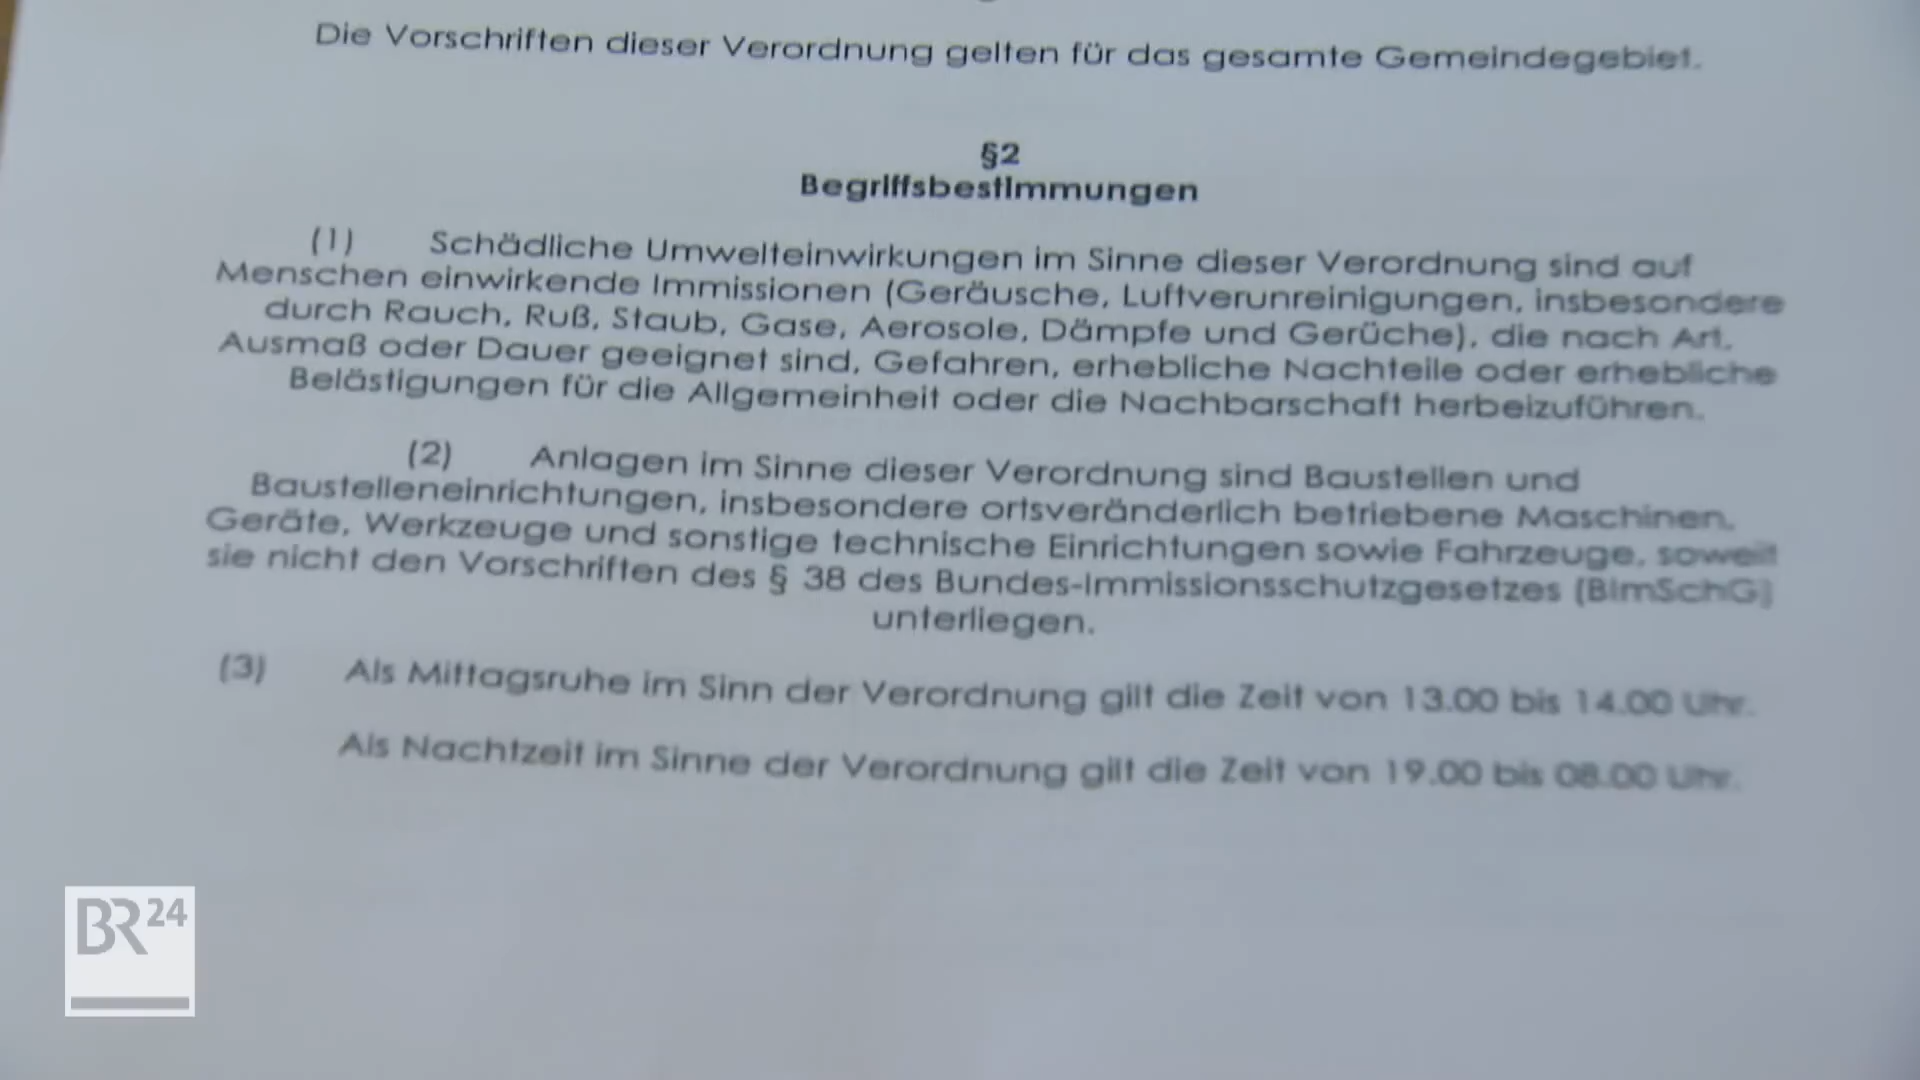 Die Vorschriften dieser Verordnung gelten für das gesamte Gemeindegebiet.
§2
Begriffsbestimmungen
(1) Schädliche Umwelteinwirkungen im Sinne dieser Verordnung sind auf
Menschen einwirkende Immissionen (Geräusche, Luftverunreinigungen, insbesondere
durch Rauch, Ruß, Staub, Gase, Aerosole, Dämpfe und Gerüche), die nach Art,
Ausmaß oder Dauer geeignet sind, Gefahren, erhebliche Nachteile oder erhebliche
Belästigungen für die Allgemeinheit oder die Nachbarschaft herbeizuführen.
(2) Anlagen im Sinne dieser Verordnung sind Baustellen und
Baustelleneinrichtungen, insbesondere ortsveränderlich betriebene Maschinen,
Geräte, Werkzeuge und sonstige technische Einrichtungen sowie Fahrzeuge, soweit
sie nicht den Vorschriften des § 38 des Bundes-Immissionsschutzgesetzes (BImSchG)
unterliegen.
(3) Als Mittagsruhe im Sinn der Verordnung gilt die Zeit von 13.00 bis 14.00 Uhr.
Als Nachtzeit im Sinne der Verordnung gilt die Zeit von 19.00 bis 08.00 Uhr.
BR24